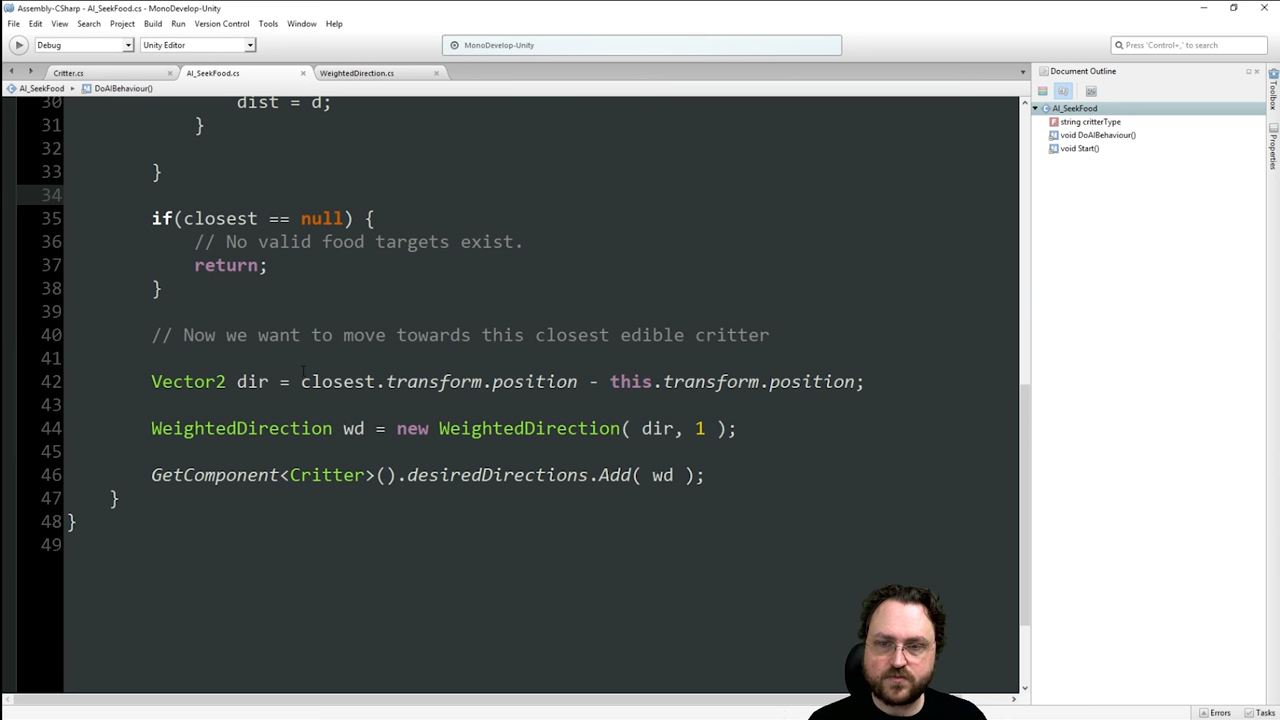 Assembly-CSharp - AI_SeekFood.cs - MonoDevelop-Unity
File Edit View Search Project Build Run Version Control Tools Window Help
Debug Unity Editor MonoDevelop-Unity Press 'Control+,' to search
Critter.cs AI_SeekFood.cs WeightedDirection.cs
AI_SeekFood DoAIBehaviour()
30 dist = d;
31 }
32
33 }
34
35 if(closest == null) {
36 // No valid food targets exist.
37 return;
38 }
39
40 // Now we want to move towards this closest edible critter
41
42 Vector2 dir = closest.transform.position - this.transform.position;
43
44 WeightedDirection wd = new WeightedDirection( dir, 1 );
45
46 GetComponent<Critter>().desiredDirections.Add( wd );
47 }
48 }
49
Document Outline
AI_SeekFood
string critterType
void DoAIBehaviour()
void Start()
Toolbox
Properties
Errors Tasks